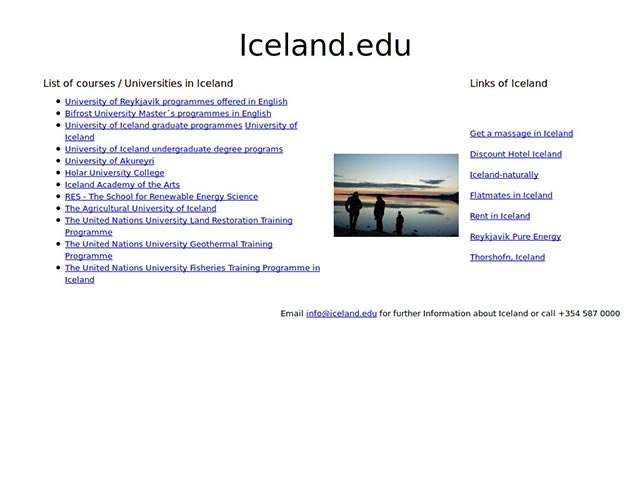 Iceland.edu
List of courses / Universities in Iceland
University of Reykjavik programmes offered in English
Bifrost University Master´s programmes in English
University of Iceland graduate programmes University of
Iceland
University of Iceland undergraduate degree programs
University of Akureyri
Holar University College
Iceland Academy of the Arts
RES - The School for Renewable Energy Science
The Agricultural University of Iceland
The United Nations University Land Restoration Training
Programme
The United Nations University Geothermal Training
Programme
The United Nations University Fisheries Training Programme in
Iceland
Links of Iceland
Get a massage in Iceland
Discount Hotel Iceland
Iceland-naturally
Flatmates in Iceland
Rent in Iceland
Reykjavik Pure Energy
Thorshofn, Iceland
Email info@iceland.edu for further Information about Iceland or call +354 587 0000